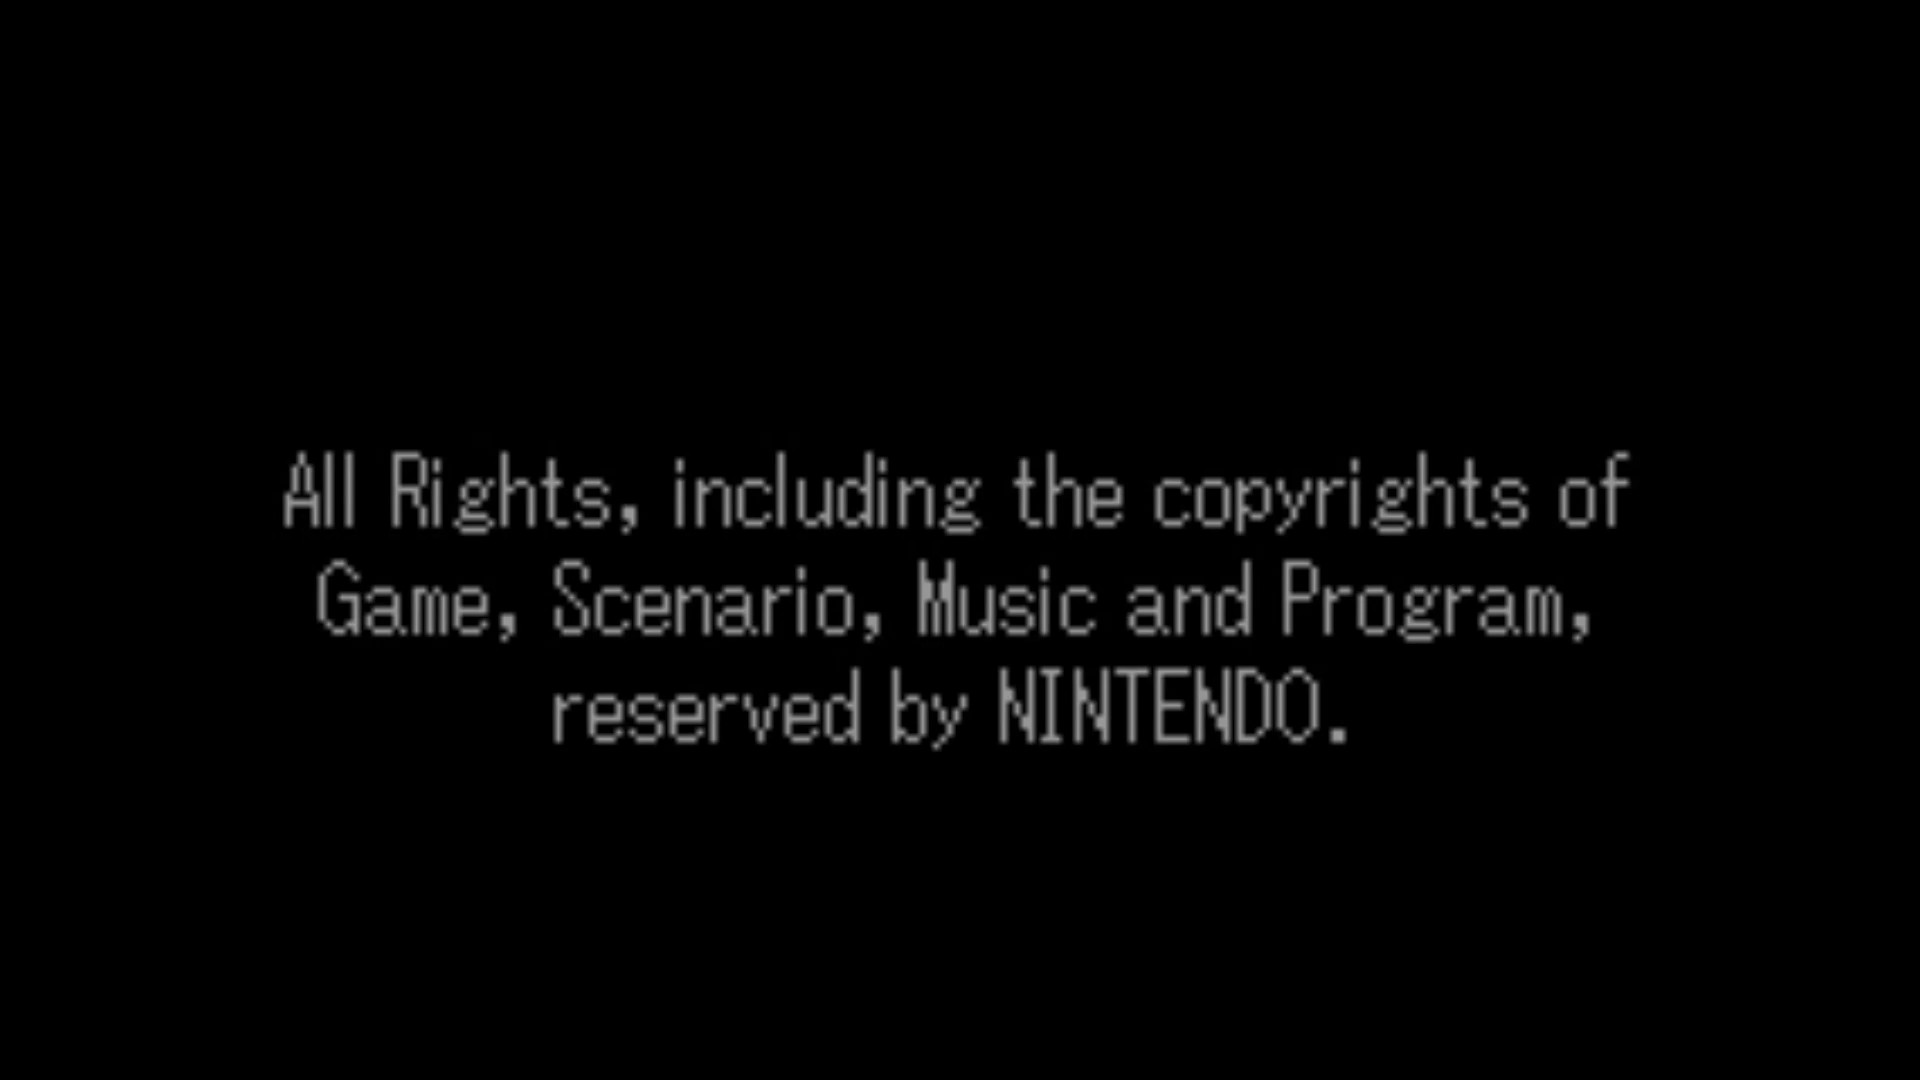 All Rights, including the copyrights of
Game, Scenario, Music and Program,
reserved by NINTENDO.